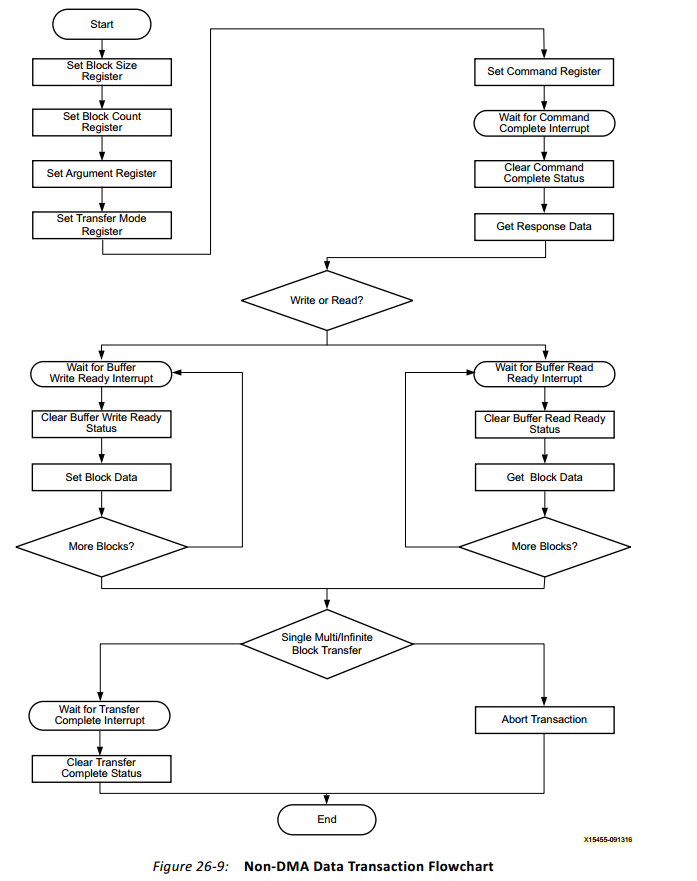 Start
Set Block Size
Register
Set Block Count
Register
Set Argument Register
Set Transfer Mode
Register
Set Command Register
Wait for Command
Complete Interrupt
Clear Command
Complete Status
Get Response Data
Write or Read?
Wait for Buffer
Write Ready Interrupt
Clear Buffer Write Ready
Status
Set Block Data
More Blocks?
Wait for Buffer Read
Ready Interrupt
Clear Buffer Read Ready
Status
Get Block Data
More Blocks?
Single Multi/Infinite
Block Transfer
Wait for Transfer
Complete Interrupt
Clear Transfer
Complete Status
Abort Transaction
End
X15455-091316
Figure 26-9: Non-DMA Data Transaction Flowchart